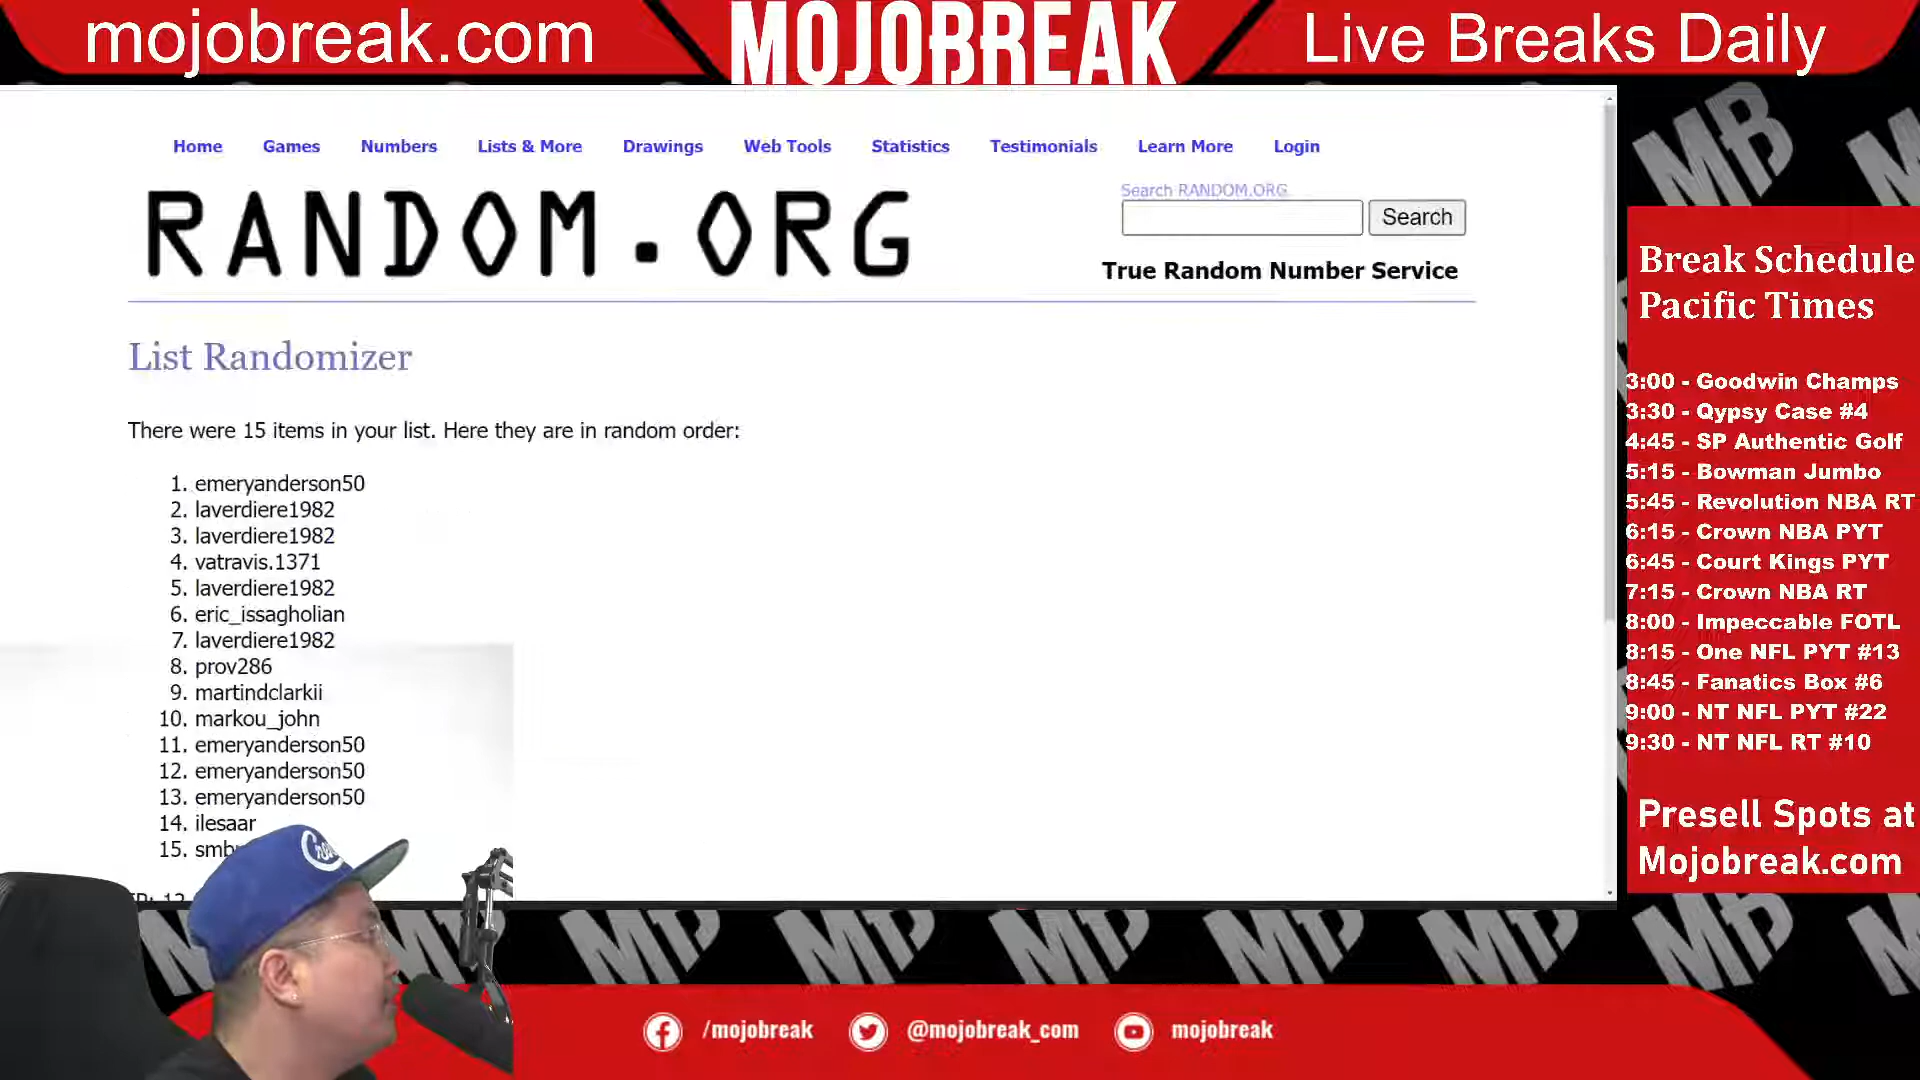 mojobreak.com
MOJOBREAK
Live Breaks Daily
Home Games Numbers Lists & More Drawings Web Tools Statistics Testimonials Learn More Login
RANDOM.ORG
Search RANDOM.ORG
Search
True Random Number Service
List Randomizer
There were 15 items in your list. Here they are in random order:
1. emeryanderson50
2. laverdiere1982
3. laverdiere1982
4. vatravis.1371
5. laverdiere1982
6. eric_issagholian
7. laverdiere1982
8. prov286
9. martindclarkii
10. markou_john
11. emeryanderson50
12. emeryanderson50
13. emeryanderson50
14. ilesaar
15.
Break Schedule
Pacific Times
3:00 - Goodwin Champs
3:30 - Qypsy Case #4
4:45 - SP Authentic Golf
5:15 - Bowman Jumbo
5:45 - Revolution NBA RT
6:15 - Crown NBA PYT
6:45 - Court Kings PYT
7:15 - Crown NBA RT
8:00 - Impeccable FOTL
8:15 - One NFL PYT #13
8:45 - Fanatics Box #6
9:00 - NT NFL PYT #22
9:30 - NT NFL RT #10
Presell Spots at
Mojobreak.com
MB
/mojobreak
@mojobreak_com
mojobreak